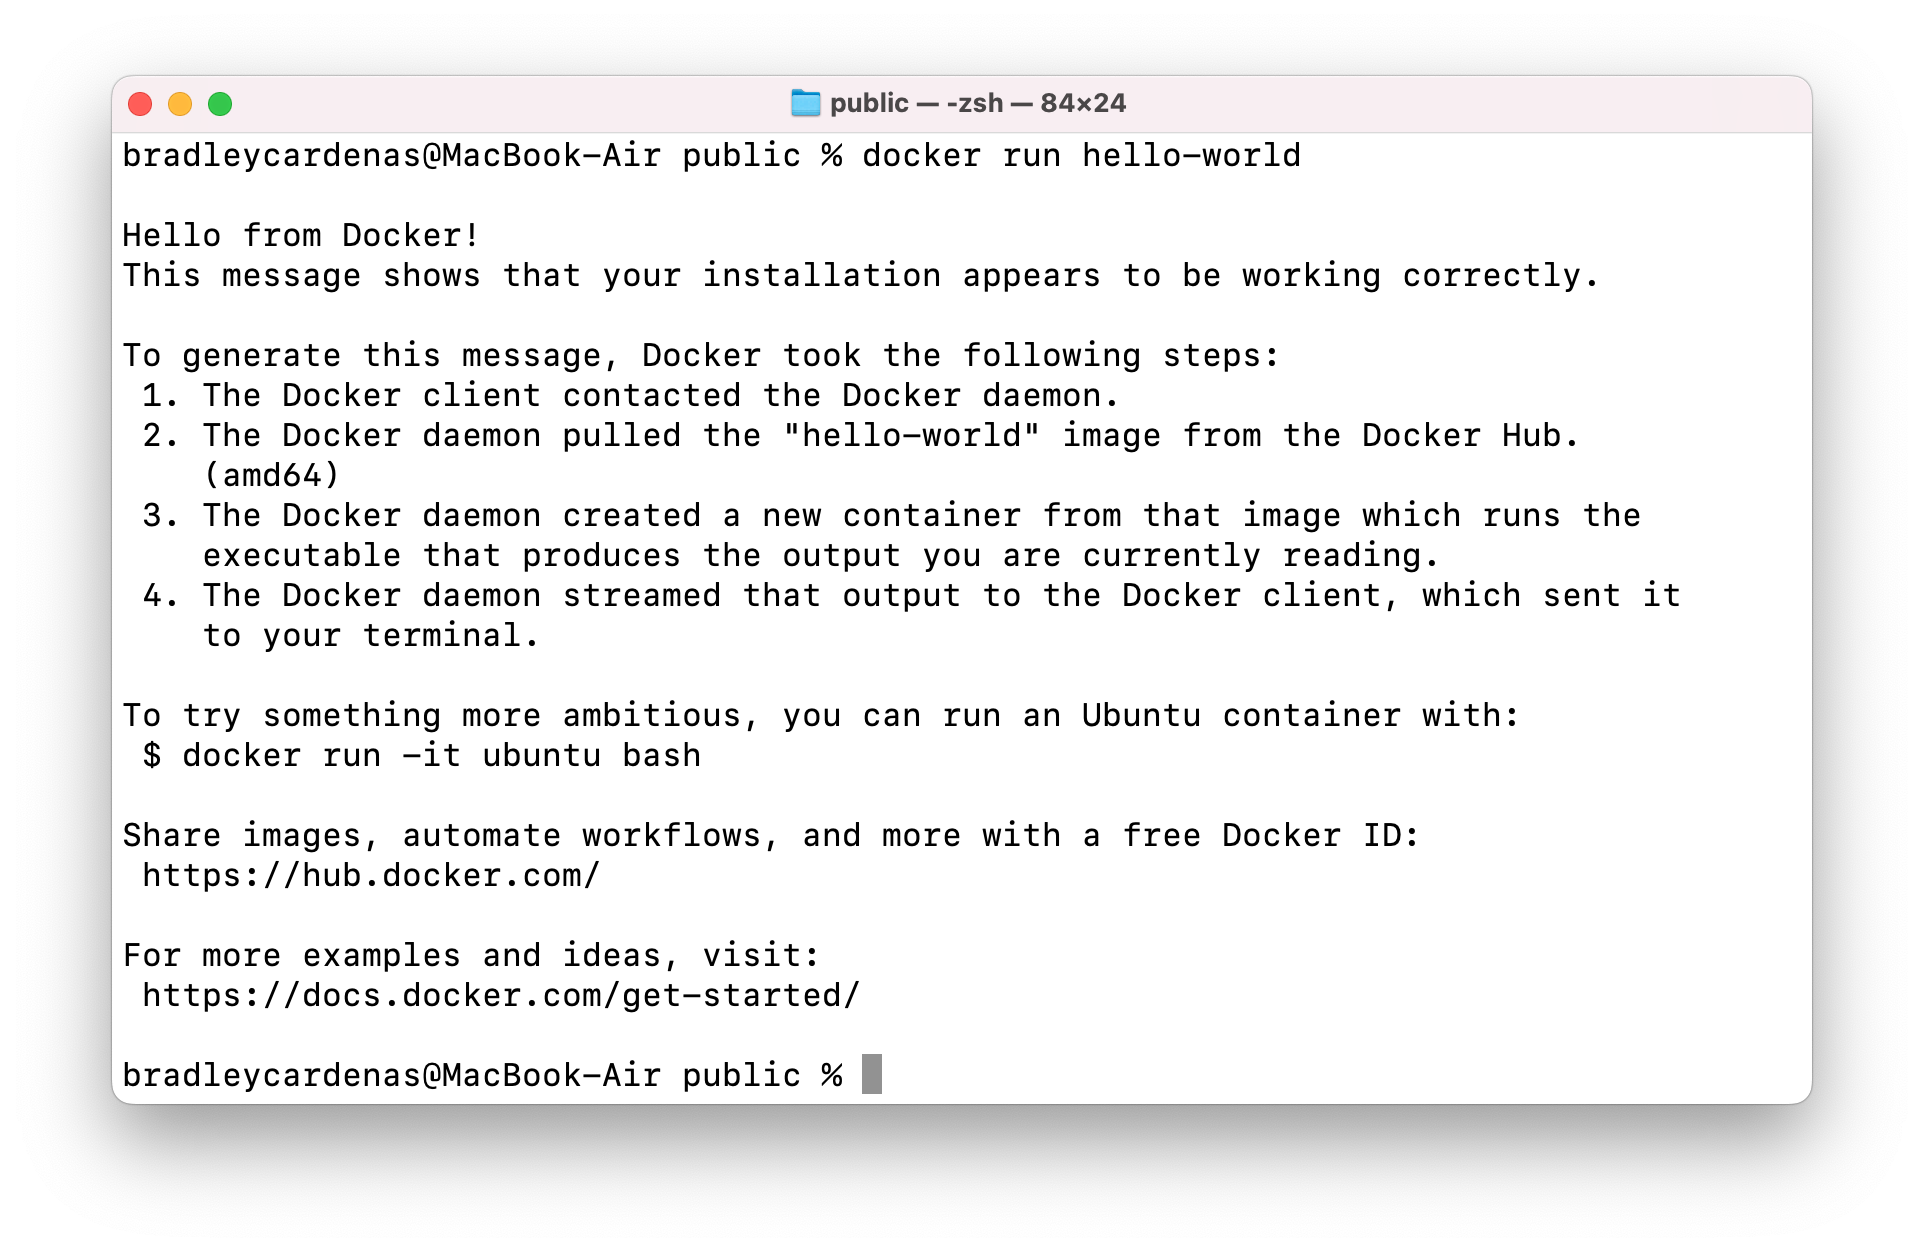 public — -zsh — 84×24
bradleycardenas@MacBook-Air public % docker run hello-world
Hello from Docker!
This message shows that your installation appears to be working correctly.
To generate this message, Docker took the following steps:
1. The Docker client contacted the Docker daemon.
2. The Docker daemon pulled the "hello-world" image from the Docker Hub.
(amd64)
3. The Docker daemon created a new container from that image which runs the
executable that produces the output you are currently reading.
4. The Docker daemon streamed that output to the Docker client, which sent it
to your terminal.
To try something more ambitious, you can run an Ubuntu container with:
$ docker run -it ubuntu bash
Share images, automate workflows, and more with a free Docker ID:
https://hub.docker.com/
For more examples and ideas, visit:
https://docs.docker.com/get-started/
bradleycardenas@MacBook-Air public %